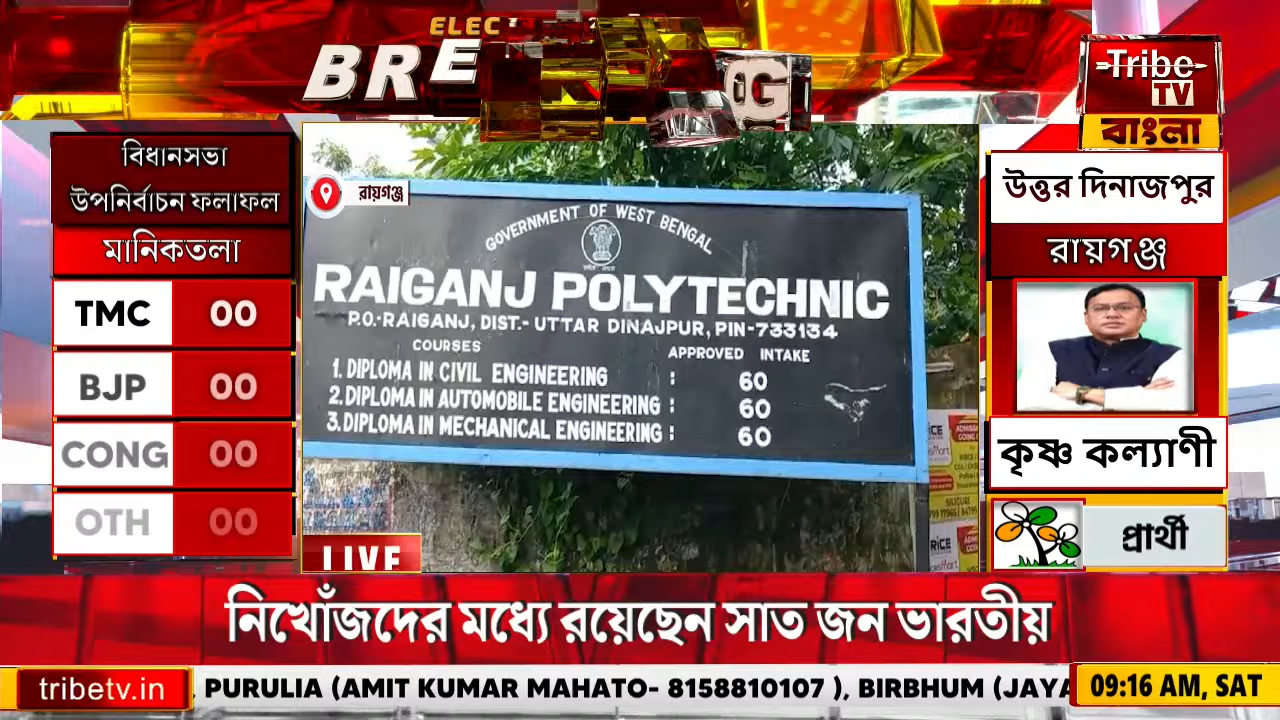 ELEC
BRE
G
Tribe
TV
বাংলা
বিধানসভা
উপনির্বাচন ফলাফল
মানিকতলা
TMC 00
BJP 00
CONG 00
OTH 00
রায়গঞ্জ
GOVERNMENT OF WEST BENGAL
RAIGANJ POLYTECHNIC
P.O.-RAIGANJ, DIST.- UTTAR DINAJPUR, PIN-733134
COURSES APPROVED INTAKE
1. DIPLOMA IN CIVIL ENGINEERING : 60
2. DIPLOMA IN AUTOMOBILE ENGINEERING : 60
3. DIPLOMA IN MECHANICAL ENGINEERING : 60
LIVE
উত্তর দিনাজপুর
রায়গঞ্জ
কৃষ্ণ কল্যাণী
প্রার্থী
নিখোঁজদের মধ্যে রয়েছেন সাত জন ভারতীয়
tribetv.in , PURULIA (AMIT KUMAR MAHATO- 8158810107 ), BIRBHUM (JAYA 09:16 AM, SAT